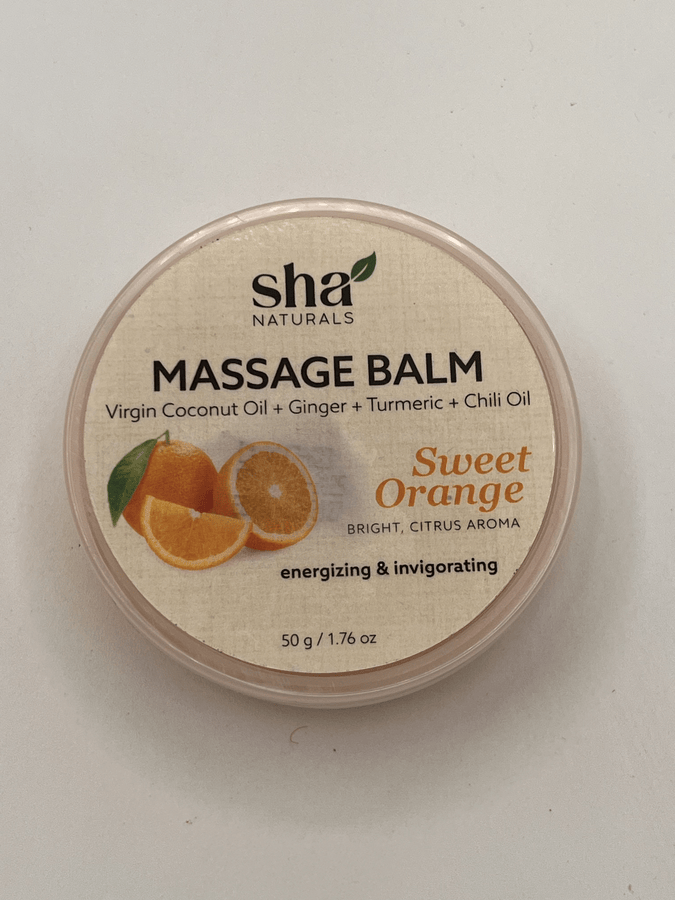 sha
NATURALS
MASSAGE BALM
Virgin Coconut Oil + Ginger + Turmeric + Chili Oil
Sweet
Orange
BRIGHT, CITRUS AROMA
energizing & invigorating
50 g / 1.76 oz